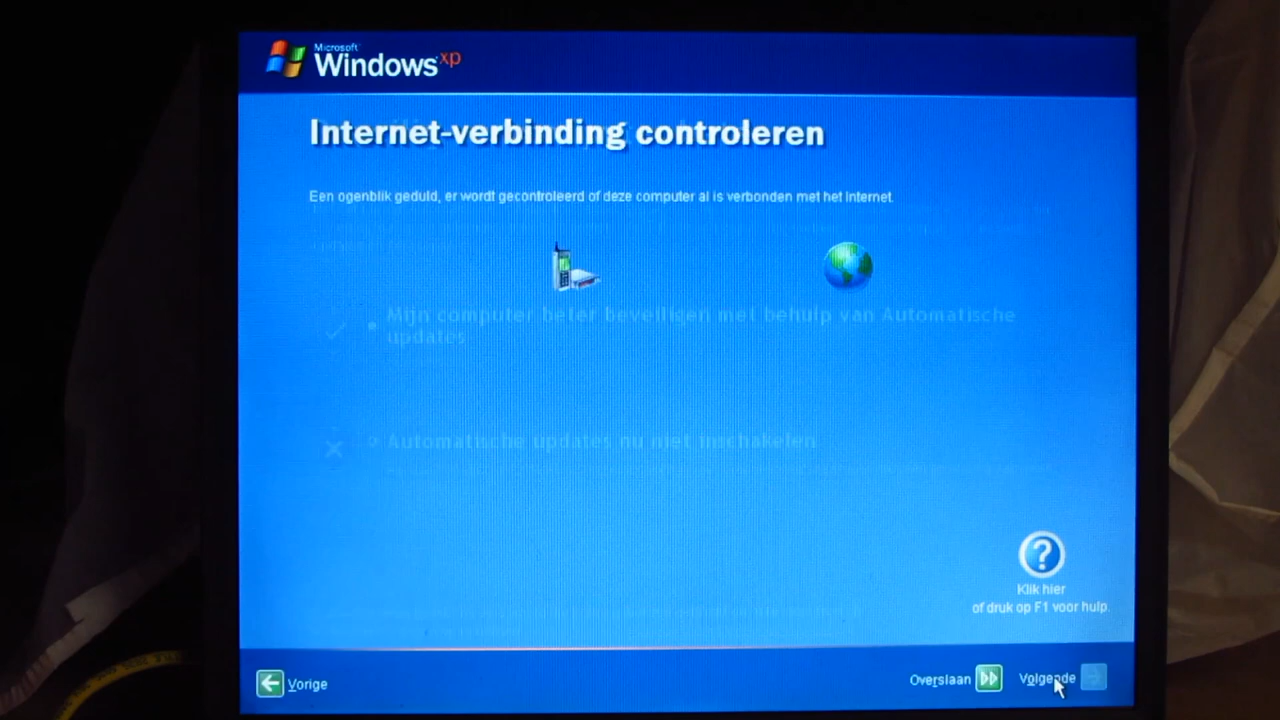 Microsoft
Windows xp
Internet-verbinding controleren
Een ogenblik geduld, er wordt gecontroleerd of deze computer al is verbonden met het Internet.
Mijn computer beter beveiligen met behulp van Automatische
updates
Automatische updates nu niet inschakelen
Klik hier
of druk op F1 voor hulp.
Vorige
Overslaan
Volgende